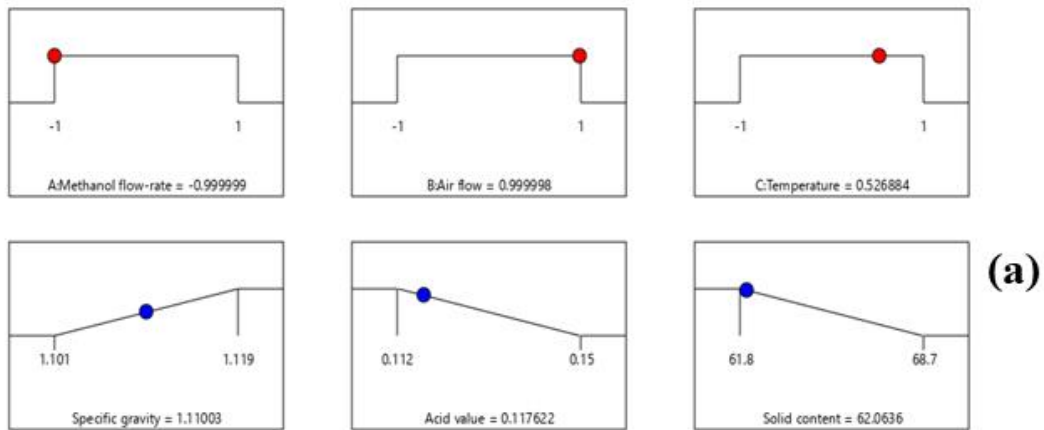 -1 1
A:Methanol flow-rate = -0.999999
-1 1
B:Air flow = 0.999998
-1 1
C:Temperature = 0.526884
1.101 1.119
Specific gravity = 1.11003
0.112 0.15
Acid value = 0.117622
61.8 68.7
Solid content = 62.0636
(a)